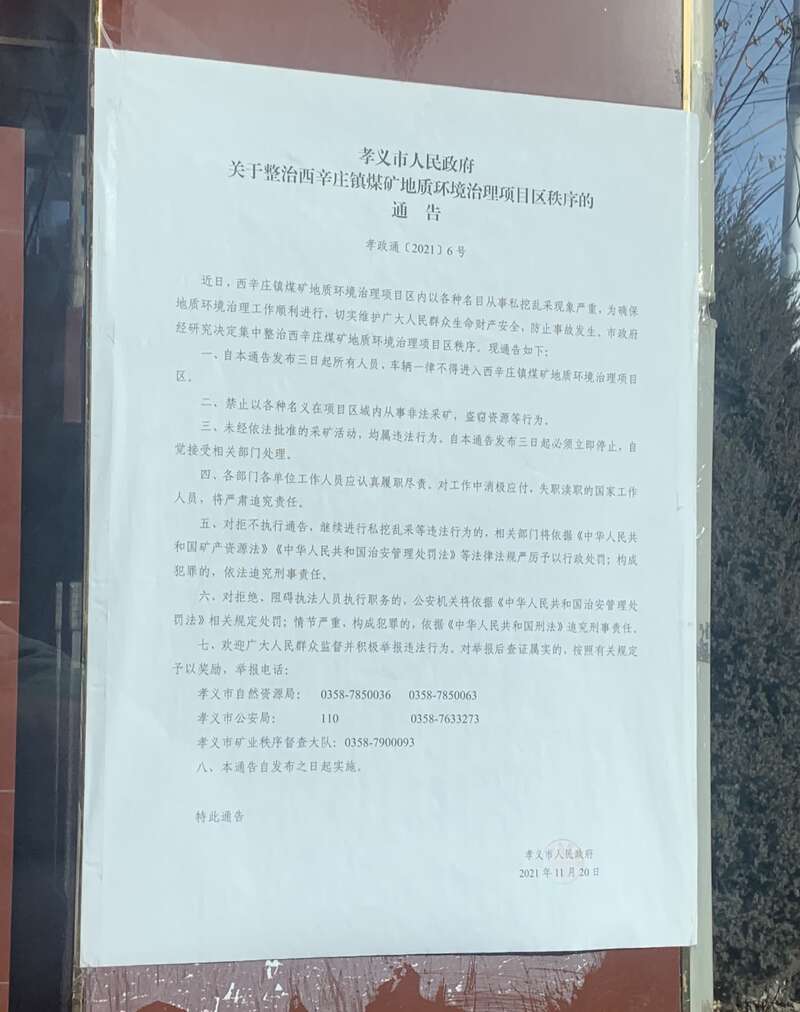 孝义市人民政府
关于整治西辛庄镇煤矿地质环境治理项目区秩序的
通 告
孝政通〔2021〕6 号
近日，西辛庄镇煤矿地质环境治理项目区内以各种名目从事私挖乱采现象严重，为确保
地质环境治理工作顺利进行，切实维护广大人民群众生命财产安全，防止事故发生，市政府
经研究决定集中整治西辛庄煤矿地质环境治理项目区秩序。现通告如下：
一、自本通告发布三日起所有人员、车辆一律不得进入西辛庄镇煤矿地质环境治理项目
区。
二、禁止以各种名义在项目区域内从事非法采矿，盗窃资源等行为。
三、未经依法批准的采矿活动，均属违法行为。自本通告发布三日起必须立即停止，自
觉接受相关部门处理。
四、各部门各单位工作人员应认真履职尽责。对工作中消极应付，失职渎职的国家工作
人员，将严肃追究责任。
五、对拒不执行通告，继续进行私挖乱采等违法行为的，相关部门将依据《中华人民共
和国矿产资源法》《中华人民共和国治安管理处罚法》等法律法规严厉予以行政处罚；构成
犯罪的，依法追究刑事责任。
六、对拒绝、阻碍执法人员执行职务的，公安机关将依据《中华人民共和国治安管理处
罚法》相关规定处罚；情节严重，构成犯罪的，依据《中华人民共和国刑法》追究刑事责任。
七、欢迎广大人民群众监督并积极举报违法行为。对举报后查证属实的，按照有关规定
予以奖励，举报电话：
孝义市自然资源局： 0358-7850036 0358-7850063
孝义市公安局： 110 0358-7633273
孝义市矿业秩序督查大队：0358-7900093
八、本通告自发布之日起实施。
特此通告
孝义市人民政府
2021 年 11 月 20 日